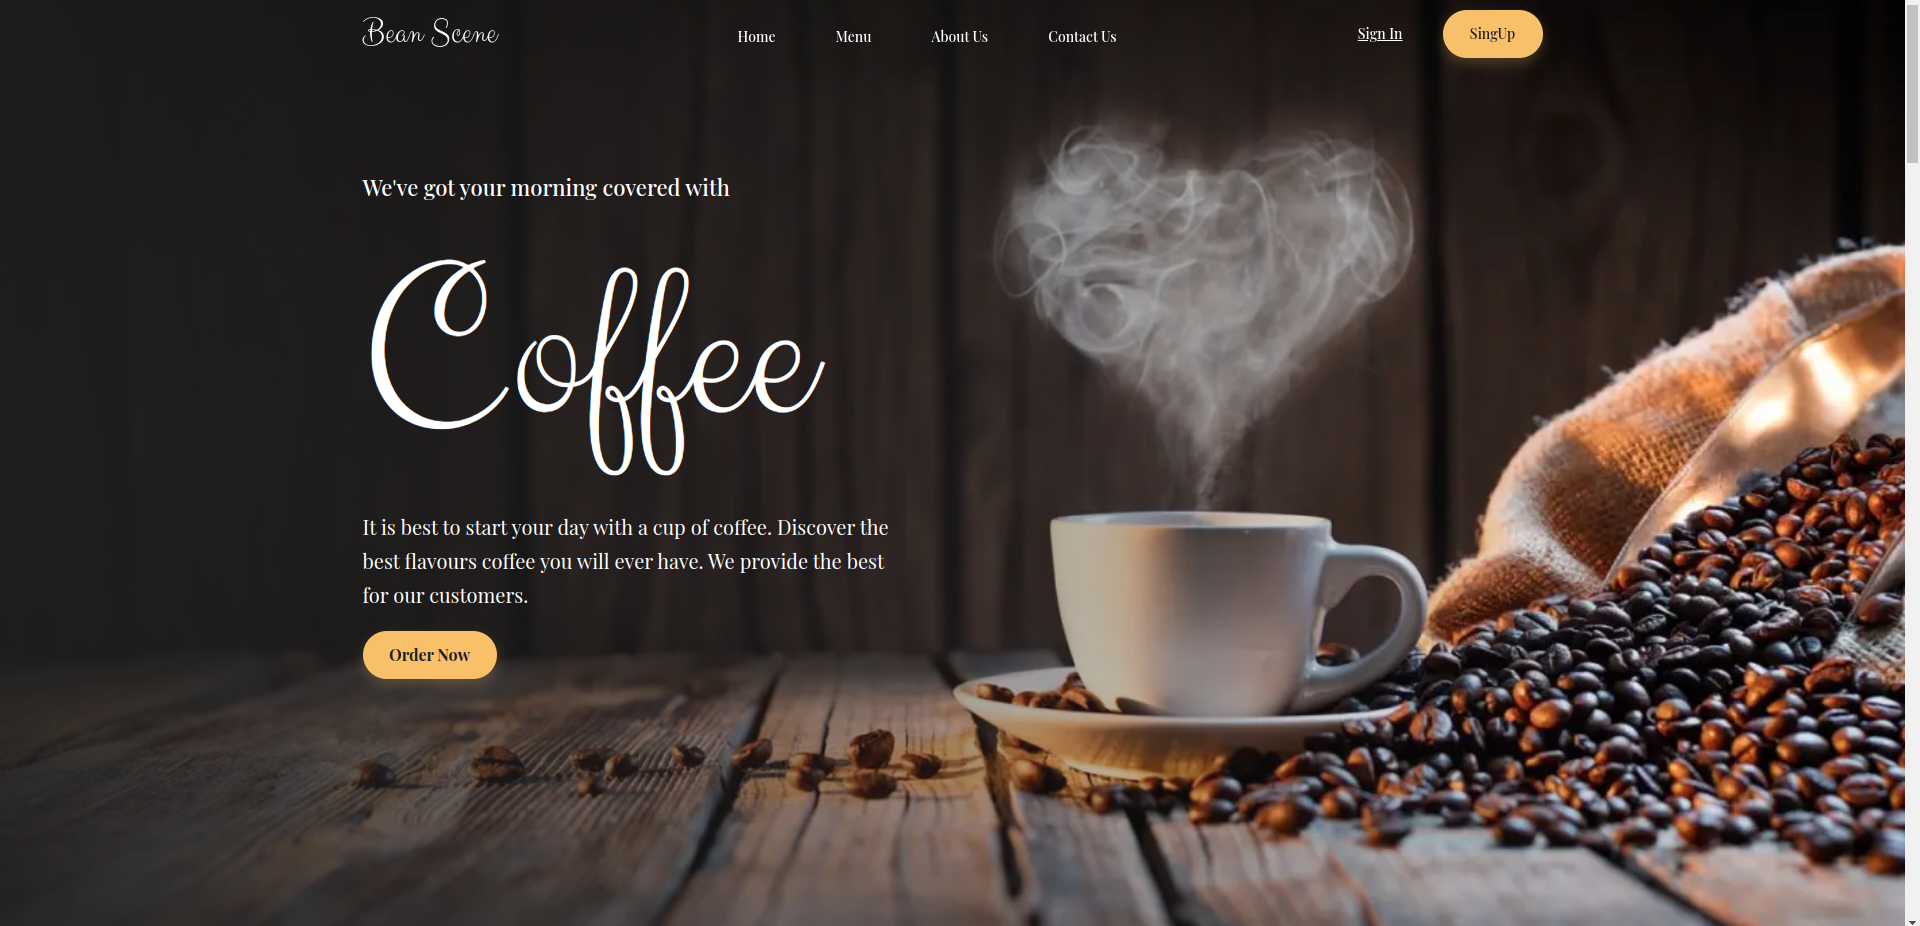 Bean Scene
Home
Menu
About Us
Contact Us
Sign In
SingUp
We've got your morning covered with
Coffee
It is best to start your day with a cup of coffee. Discover the
best flavours coffee you will ever have. We provide the best
for our customers.
Order Now